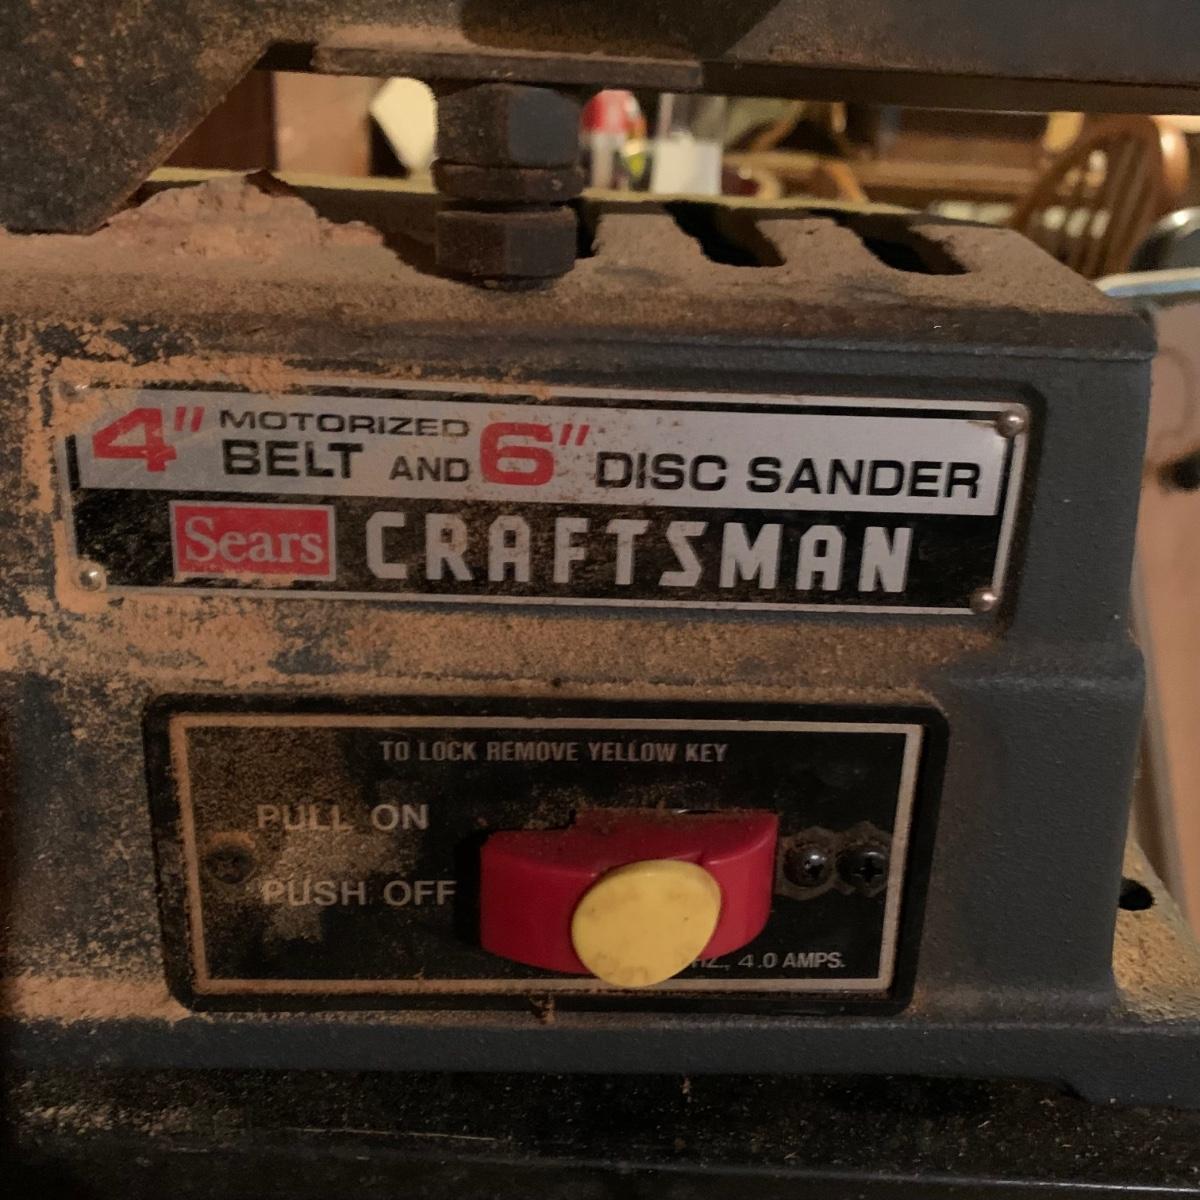 4" MOTORIZED BELT AND 6" DISC SANDER
Sears CRAFTSMAN
TO LOCK REMOVE YELLOW KEY
PULL ON
PUSH OFF
HZ., 4.0 AMPS.